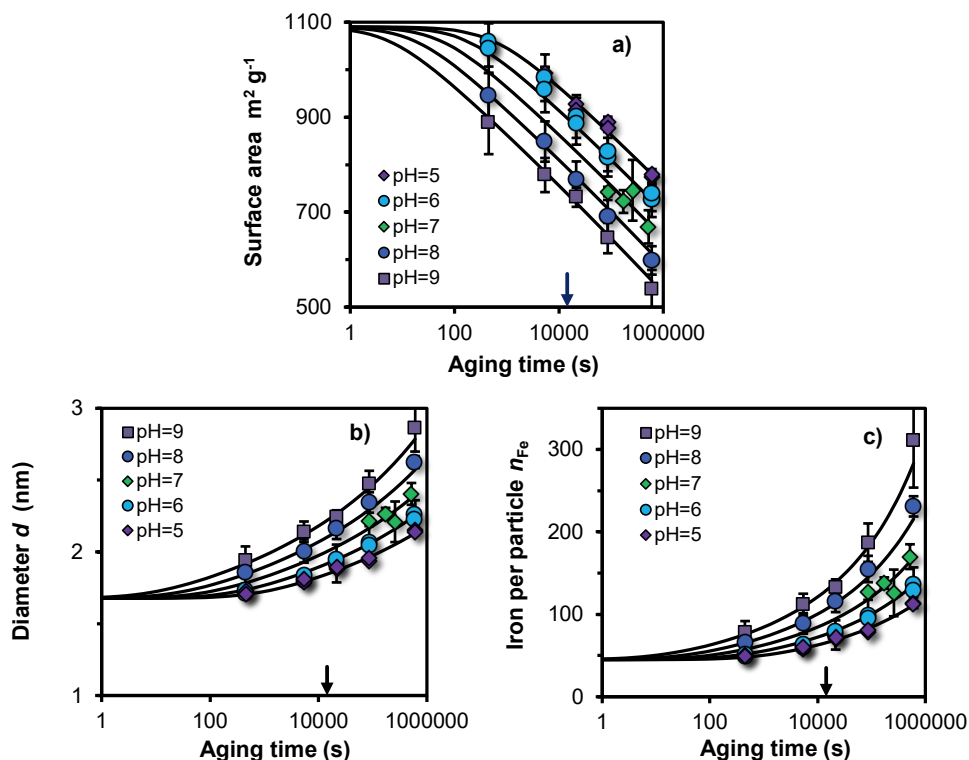 1100
900
700
500
Surface area m² g⁻¹
a)
pH=5
pH=6
pH=7
pH=8
pH=9
1 100 10000 1000000
Aging time (s)
3
2
1
Diameter d (nm)
b)
pH=9
pH=8
pH=7
pH=6
pH=5
1 100 10000 1000000
Aging time (s)
300
200
100
0
Iron per particle nFe
c)
pH=9
pH=8
pH=7
pH=6
pH=5
1 100 10000 1000000
Aging time (s)